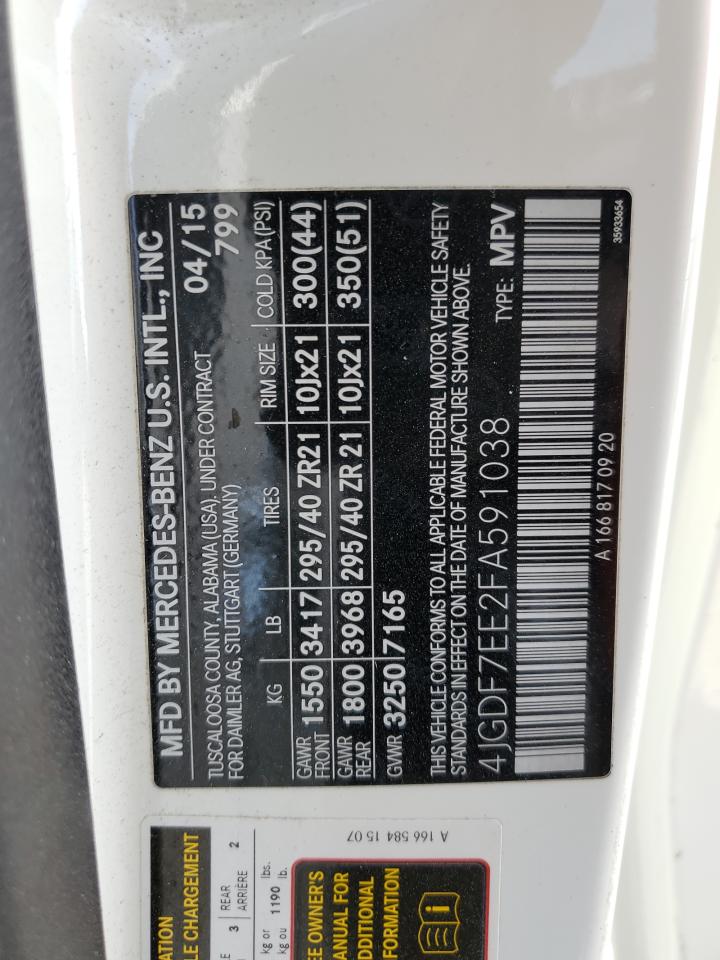 MFD BY MERCEDES-BENZ U.S. INTL., INC
TUSCALOOSA COUNTY, ALABAMA (USA). UNDER CONTRACT 04/15
FOR DAIMLER AG, STUTTGART (GERMANY) 799
KG LB TIRES RIM SIZE COLD KPA (PSI)
GAWR FRONT 1550 3417 295/40 ZR21 10Jx21 300(44)
GAWR REAR 1800 3968 295/40 ZR 21 10Jx21 350(51)
GVWR 3250 7165
THIS VEHICLE CONFORMS TO ALL APPLICABLE FEDERAL MOTOR VEHICLE SAFETY
STANDARDS IN EFFECT ON THE DATE OF MANUFACTURE SHOWN ABOVE.
4JGDF7EE2FA591038 TYPE: MPV
A 166 817 09 20
35933654
LE CHARGEMENT
3 REAR 2
ARRIÈRE
kg or 1190 lbs.
kg ou lb.
OWNER'S
FOR
A 166 584 15 07